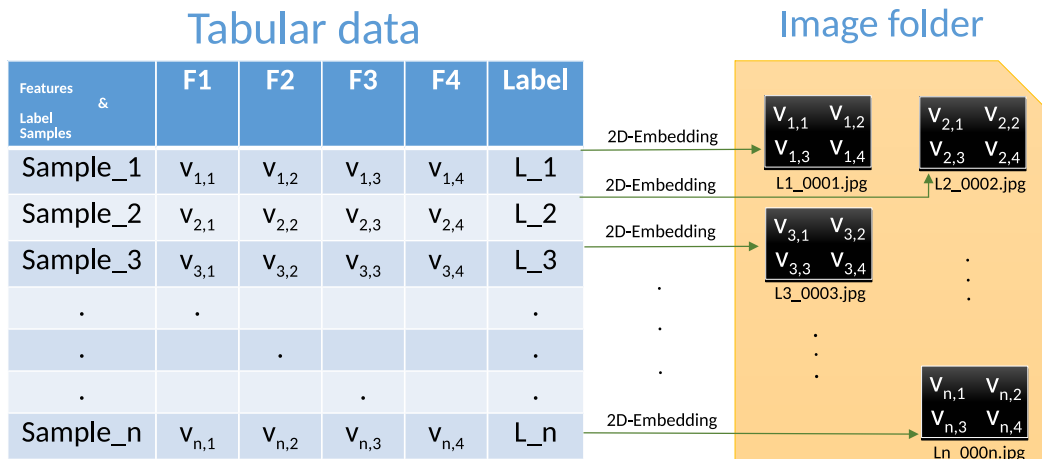 Tabular data
Image folder
Features
&
Label
Samples
F1 F2 F3 F4 Label
Sample_1 v1,1 v1,2 v1,3 v1,4 L_1
Sample_2 v2,1 v2,2 v2,3 v2,4 L_2
Sample_3 v3,1 v3,2 v3,3 v3,4 L_3
. . .
. . .
. . .
Sample_n vn,1 vn,2 vn,3 vn,4 L_n
2D-Embedding
2D-Embedding
2D-Embedding
.
.
.
2D-Embedding
v1,1 v1,2
v1,3 v1,4
L1_0001.jpg
v2,1 v2,2
v2,3 v2,4
L2_0002.jpg
v3,1 v3,2
v3,3 v3,4
L3_0003.jpg
.
.
.
.
.
.
vn,1 vn,2
vn,3 vn,4
Ln_000n.jpg